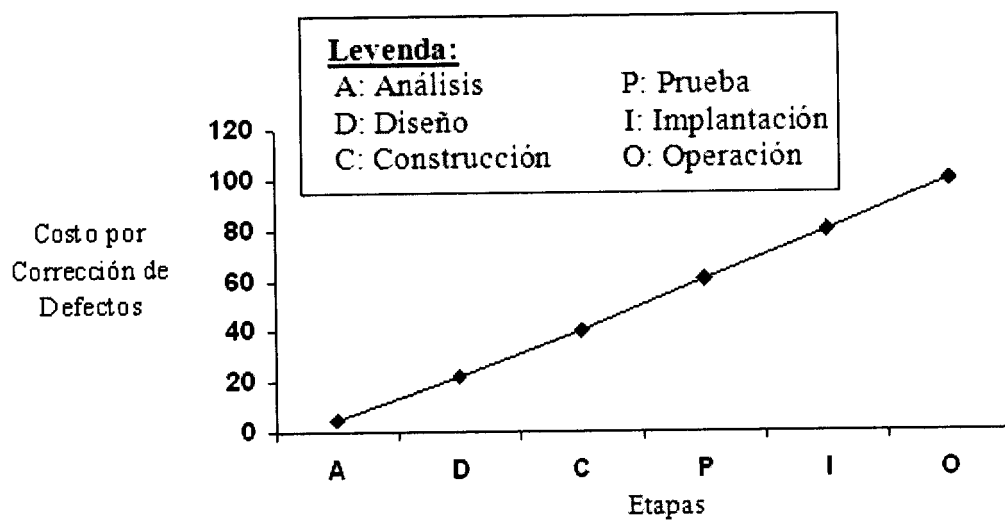 Leyenda:
A: Análisis
P: Prueba
D: Diseño
I: Implantación
C: Construcción
O: Operación
120
100
80
60
40
20
0
Costo por
Corrección de
Defectos
A D C P I O
Etapas